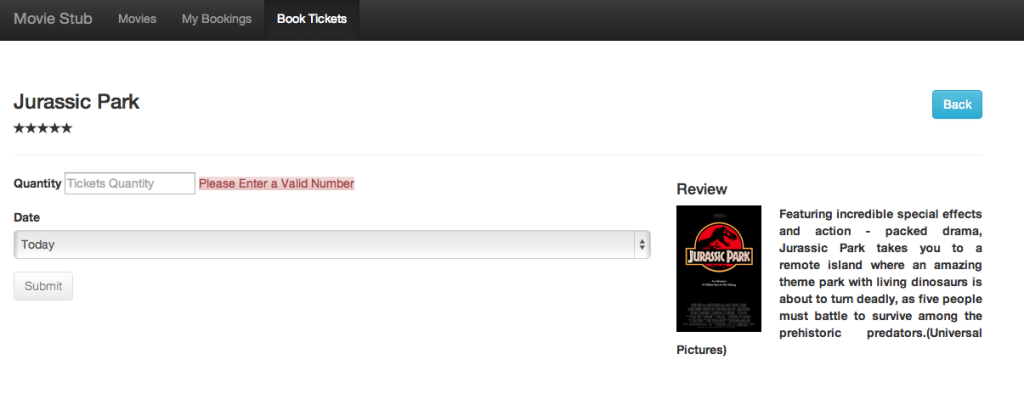 Movie Stub Movies My Bookings Book Tickets
Jurassic Park
Back
★★★★★
Quantity Tickets Quantity Please Enter a Valid Number
Date
Today
Submit
Review
JURASSIC PARK
Featuring incredible special effects
and action - packed drama,
Jurassic Park takes you to a
remote island where an amazing
theme park with living dinosaurs is
about to turn deadly, as five people
must battle to survive among the
prehistoric predators.(Universal
Pictures)